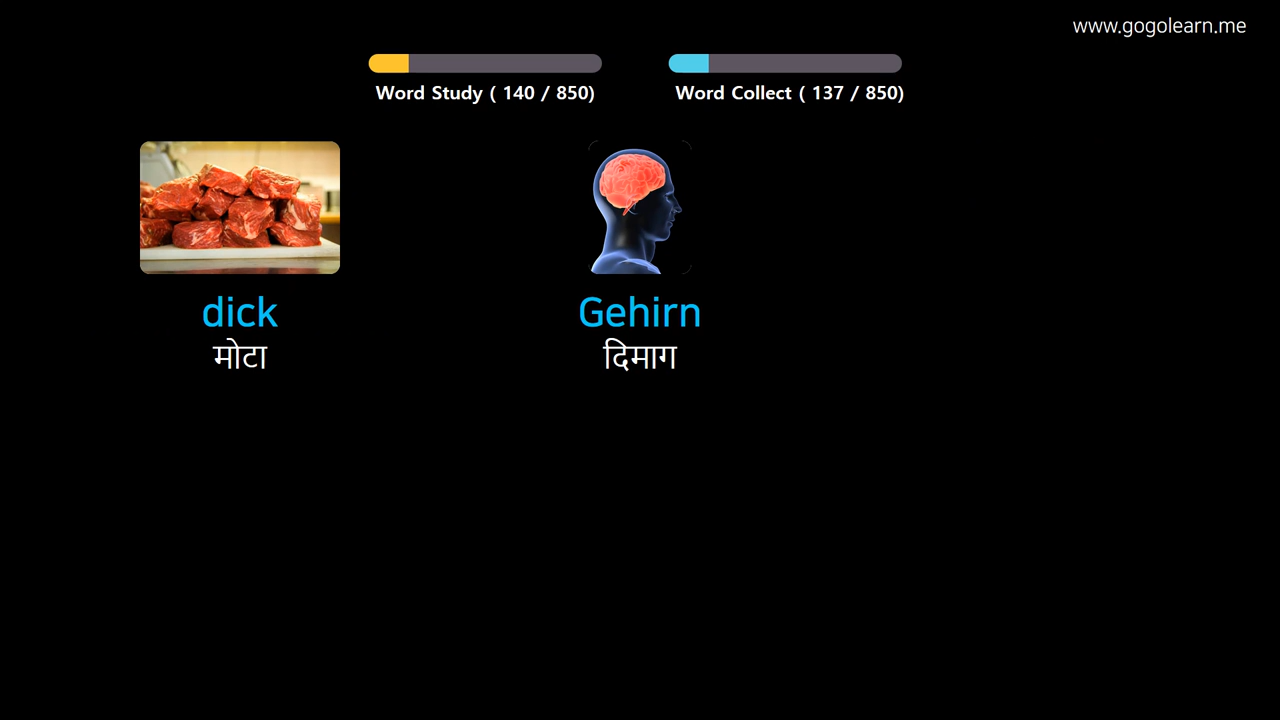 www.gogolearn.me
Word Study ( 140 / 850)
Word Collect ( 137 / 850)
dick
मोटा
Gehirn
दिमाग